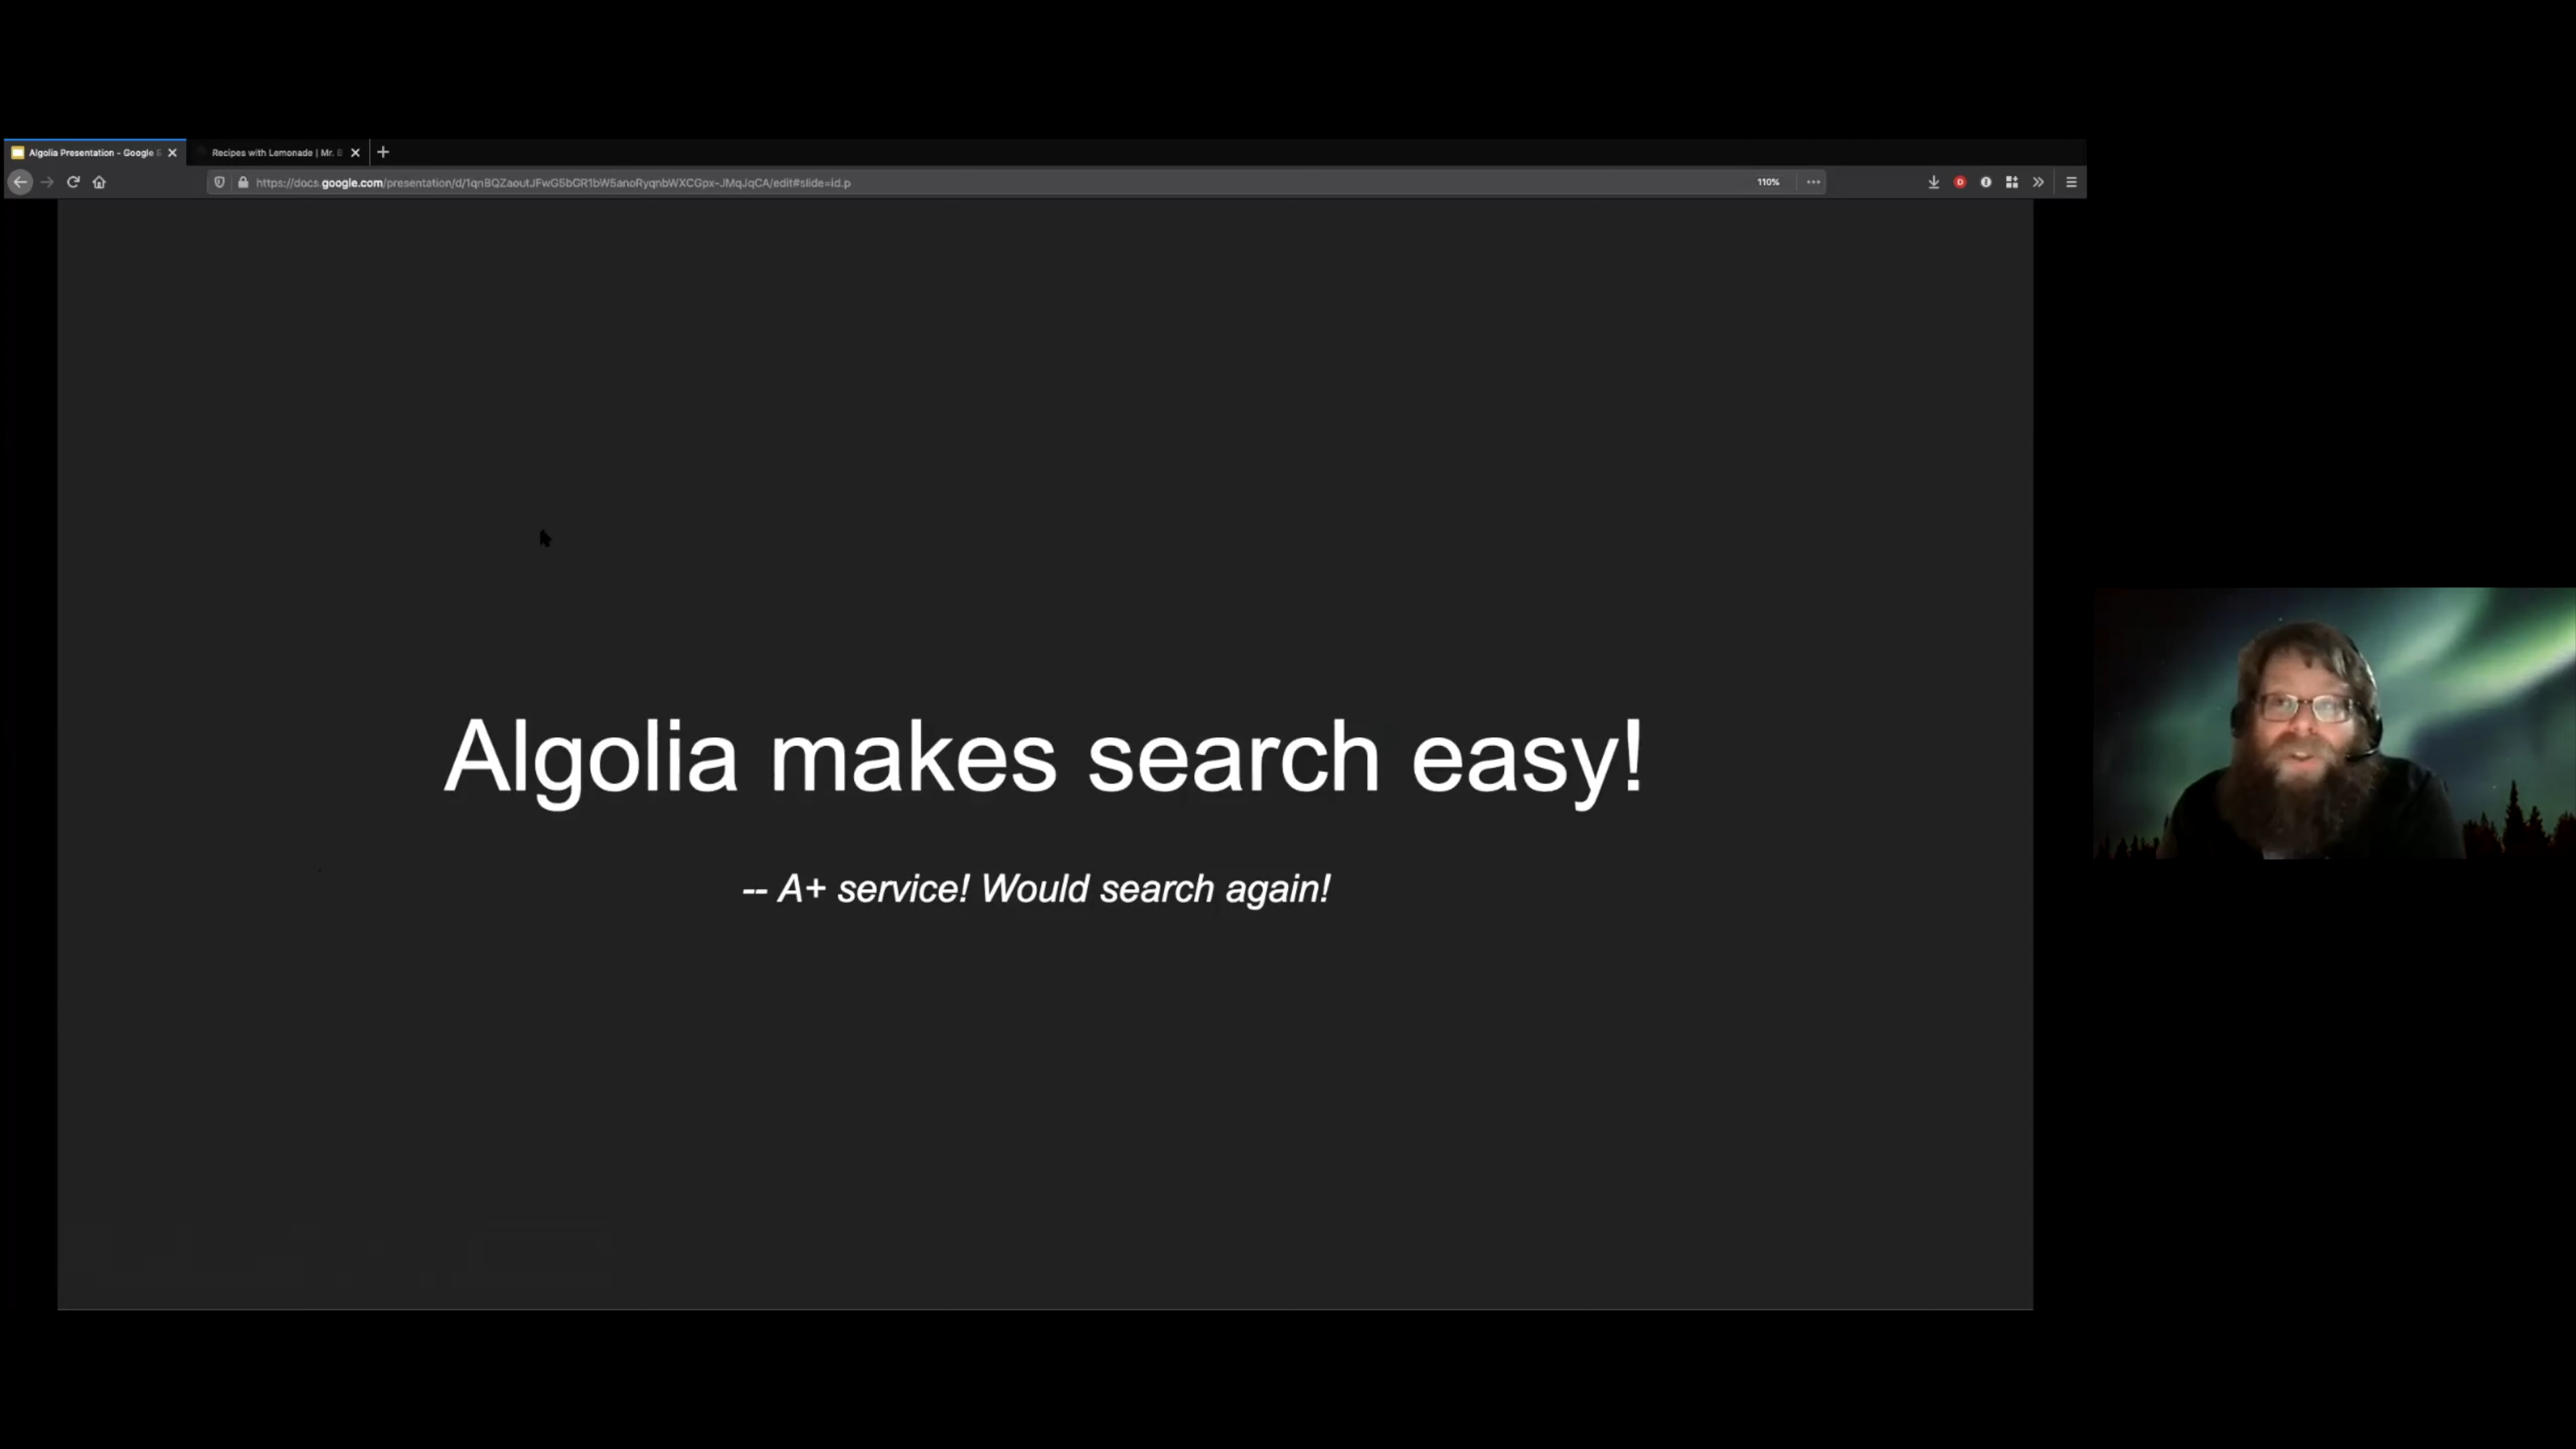 Algolia Presentation - Google S
Recipes with Lemonade | Mr. B
110%
Algolia makes search easy!
-- A+ service! Would search again!